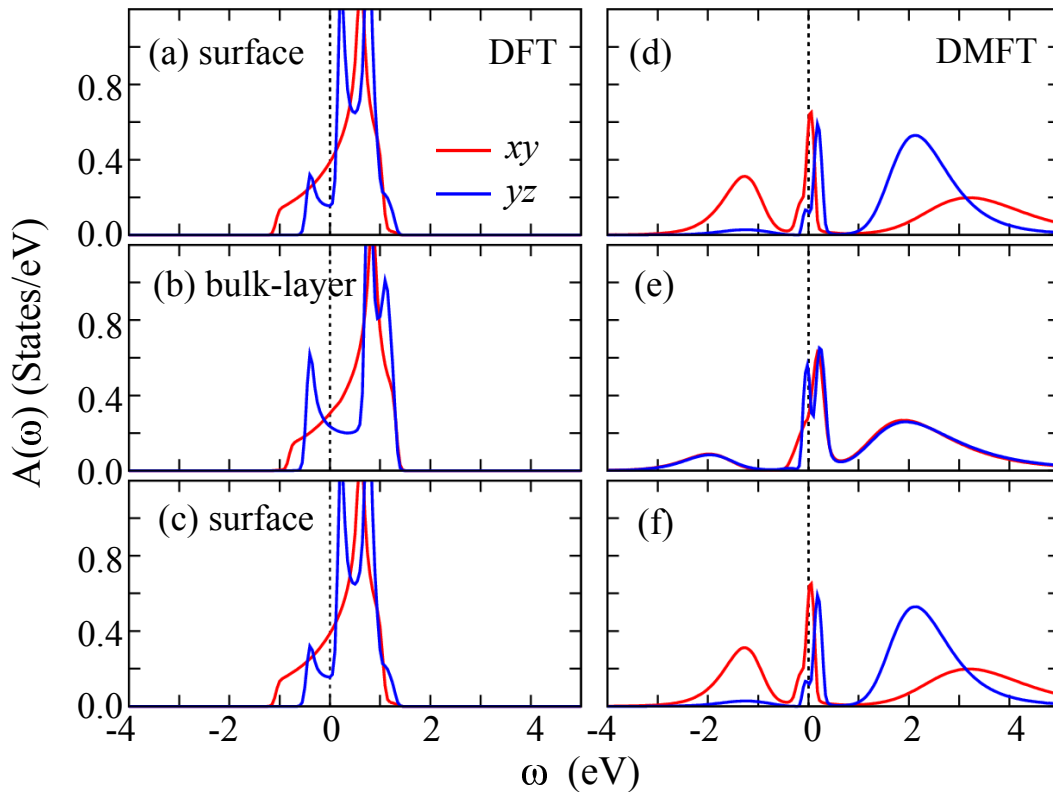 (a) surface DFT
(d) DMFT
xy
yz
(b) bulk-layer
(e)
(c) surface
(f)
A(ω) (States/eV)
0.8
0.4
0.0
0.8
0.4
0.0
0.8
0.4
0.0
-4 -2 0 2 -4 -2 0 2 4
ω (eV)